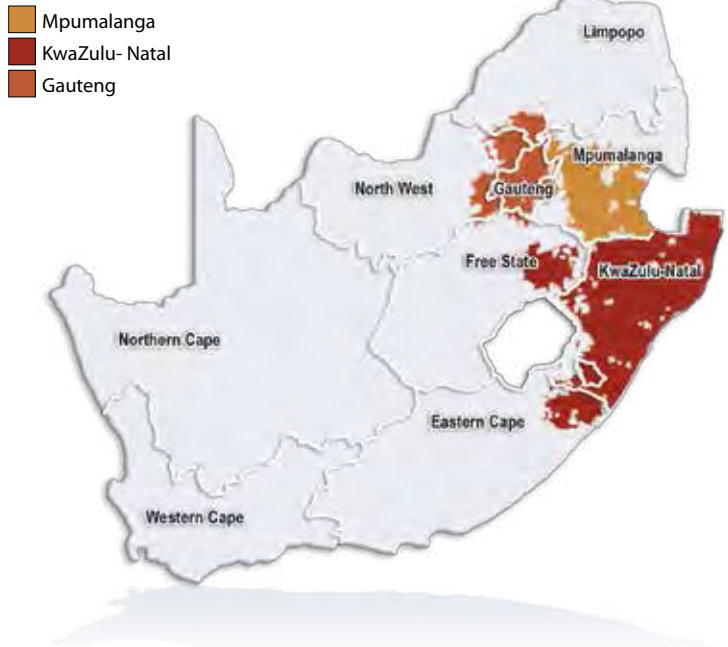 Mpumalanga
KwaZulu- Natal
Gauteng
Limpopo
Mpumalanga
North West
Gauteng
Free State
KwaZulu-Natal
Northern Cape
Eastern Cape
Western Cape